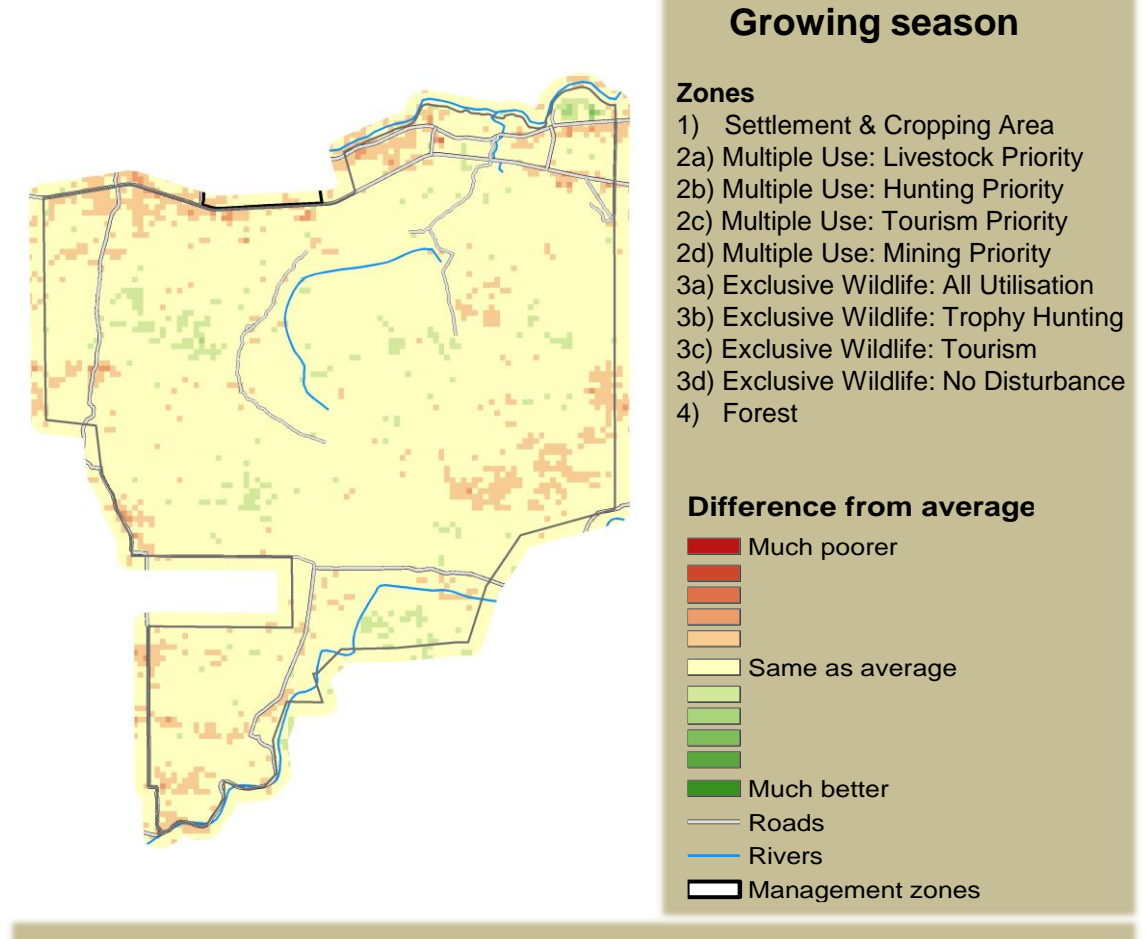 Growing season
Zones
1) Settlement & Cropping Area
2a) Multiple Use: Livestock Priority
2b) Multiple Use: Hunting Priority
2c) Multiple Use: Tourism Priority
2d) Multiple Use: Mining Priority
3a) Exclusive Wildlife: All Utilisation
3b) Exclusive Wildlife: Trophy Hunting
3c) Exclusive Wildlife: Tourism
3d) Exclusive Wildlife: No Disturbance
4) Forest
Difference from average
Much poorer
Same as average
Much better
Roads
Rivers
Management zones